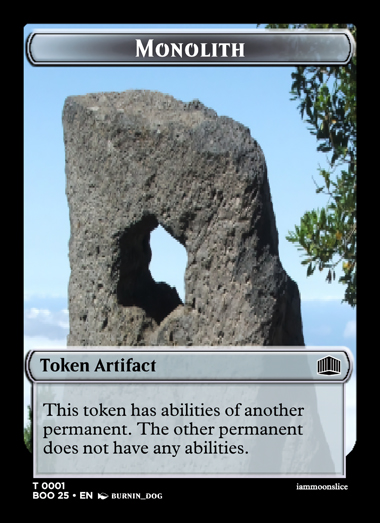 Monolith
Token Artifact
This token has abilities of another
permanent. The other permanent
does not have any abilities.
T 0001
BOO 25 • EN BURNIN_DOG
iammoonslice